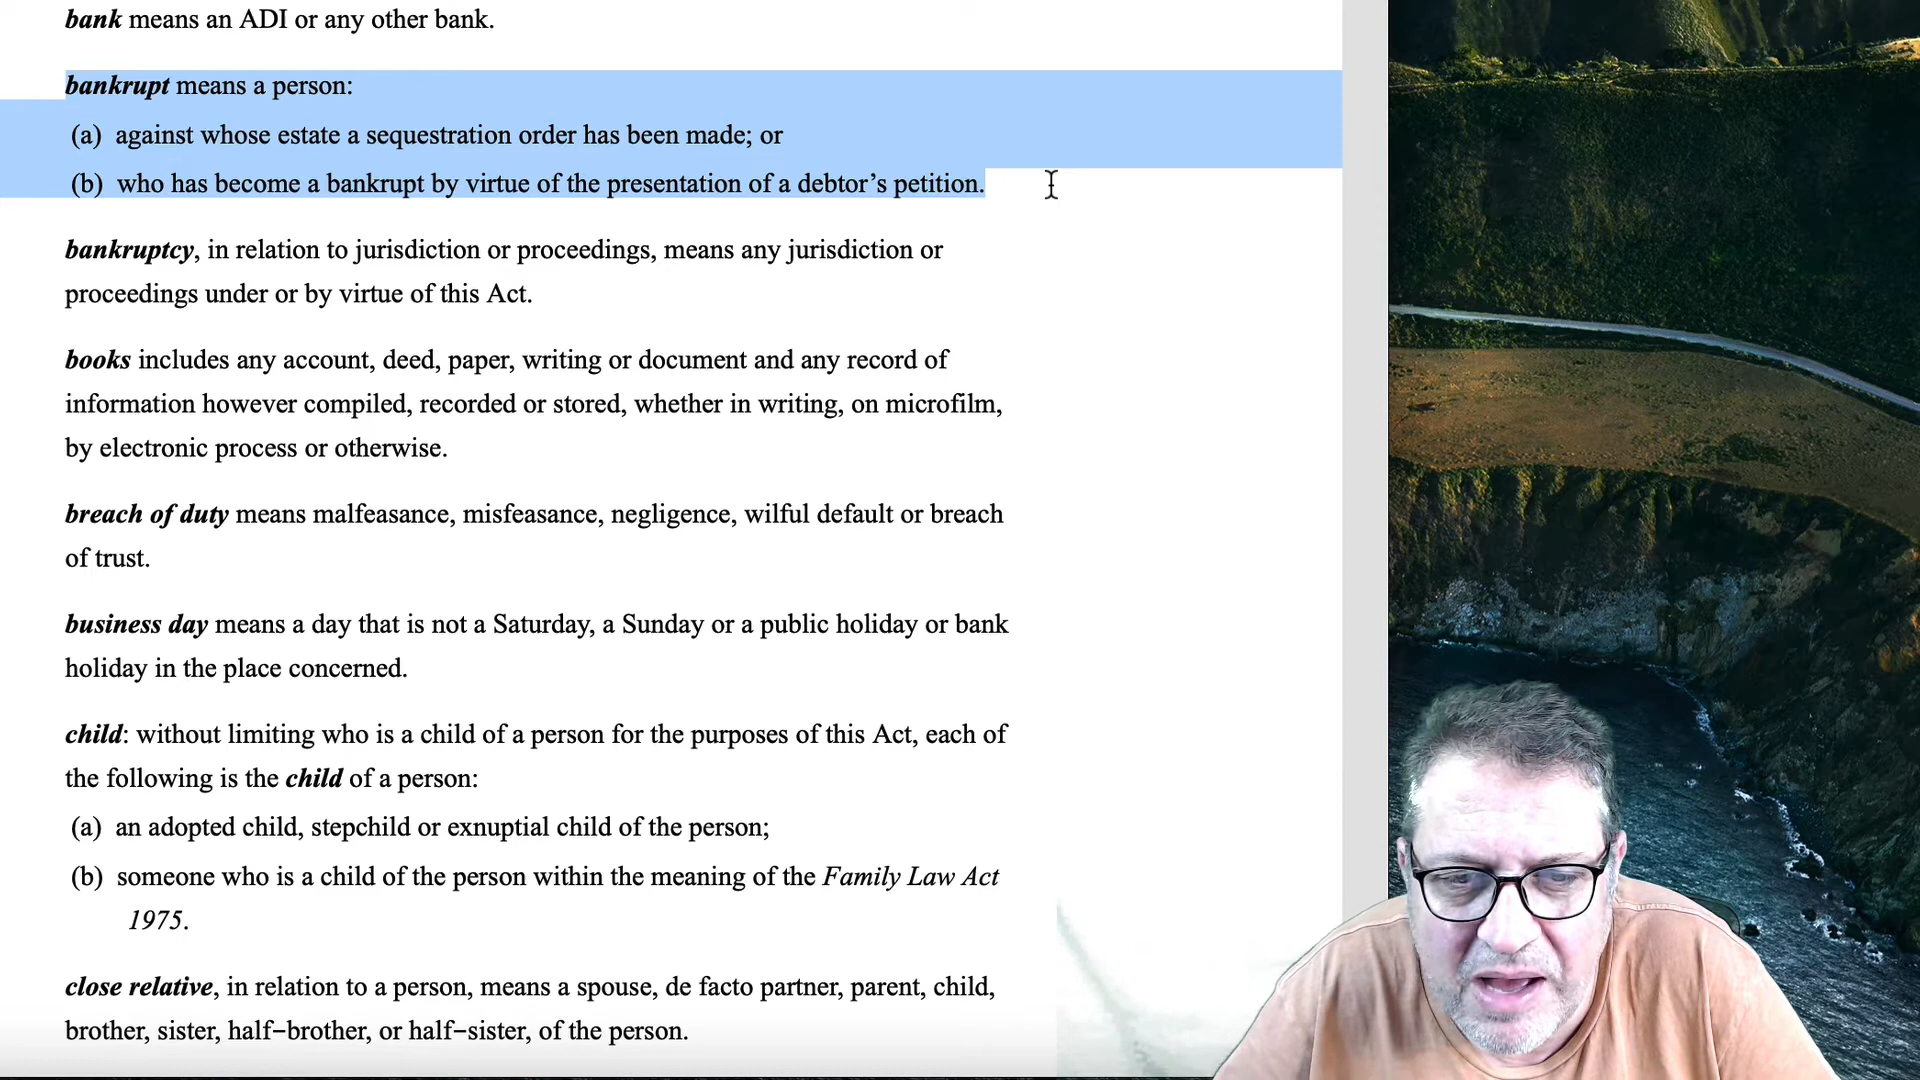 bank means an ADI or any other bank.
bankrupt means a person:
(a) against whose estate a sequestration order has been made; or
(b) who has become a bankrupt by virtue of the presentation of a debtor’s petition.
bankruptcy, in relation to jurisdiction or proceedings, means any jurisdiction or
proceedings under or by virtue of this Act.
books includes any account, deed, paper, writing or document and any record of
information however compiled, recorded or stored, whether in writing, on microfilm,
by electronic process or otherwise.
breach of duty means malfeasance, misfeasance, negligence, wilful default or breach
of trust.
business day means a day that is not a Saturday, a Sunday or a public holiday or bank
holiday in the place concerned.
child: without limiting who is a child of a person for the purposes of this Act, each of
the following is the child of a person:
(a) an adopted child, stepchild or exnuptial child of the person;
(b) someone who is a child of the person within the meaning of the Family Law Act
1975.
close relative, in relation to a person, means a spouse, de facto partner, parent, child,
brother, sister, half–brother, or half–sister, of the person.